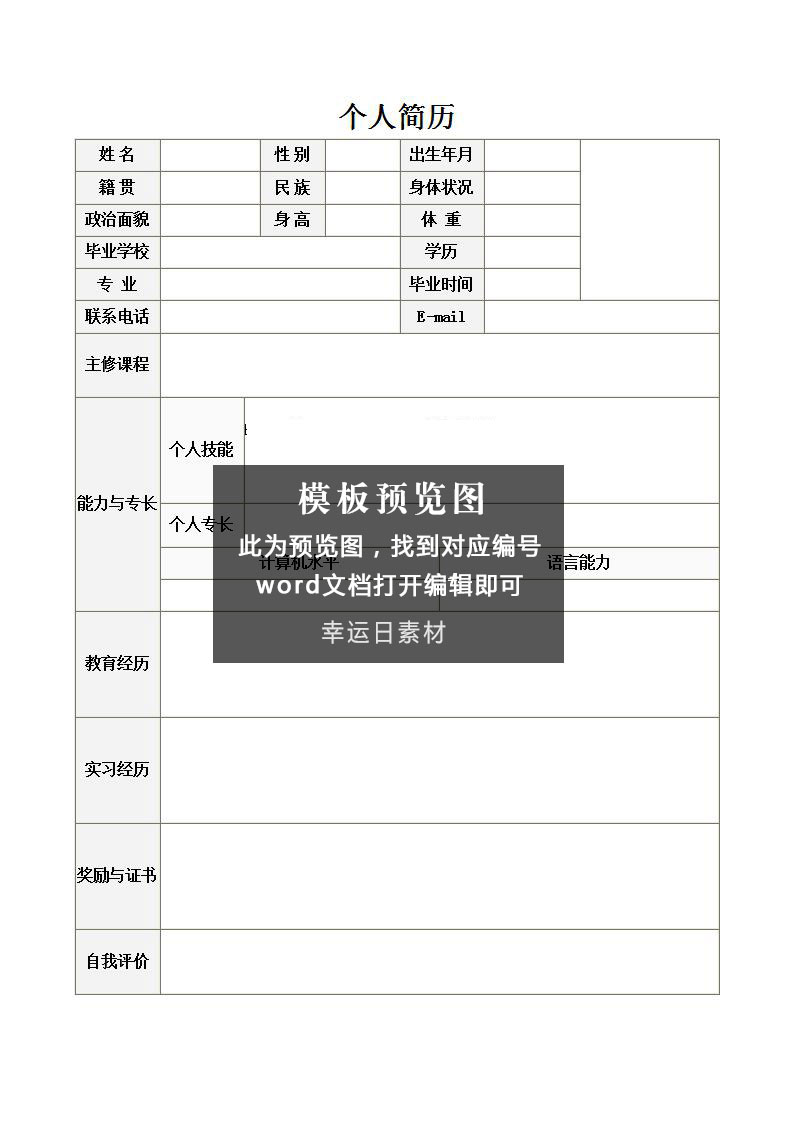 个人简历
姓 名 性 别 出生年月
籍 贯 民 族 身体状况
政治面貌 身 高 体 重
毕业学校 学历
专 业 毕业时间
联系电话 E-mail
主修课程
能力与专长
个人技能
个人专长
计算机水平 语言能力
模板预览图
此为预览图，找到对应编号
word文档打开编辑即可
幸运日素材
教育经历
实习经历
奖励与证书
自我评价